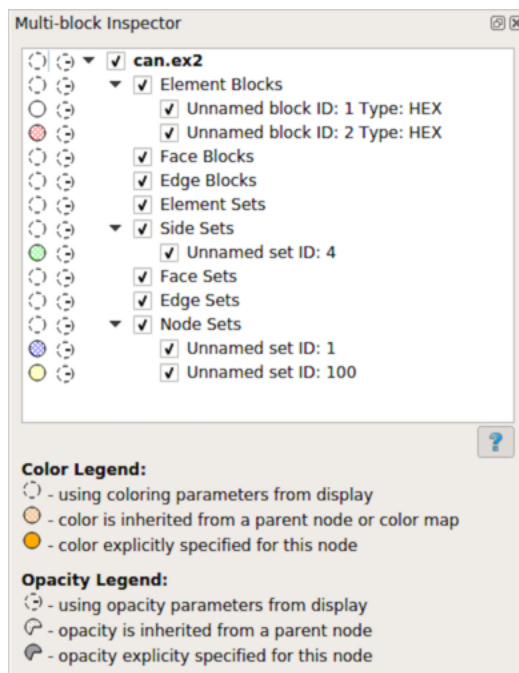 Multi-block Inspector
can.ex2
Element Blocks
Unnamed block ID: 1 Type: HEX
Unnamed block ID: 2 Type: HEX
Face Blocks
Edge Blocks
Element Sets
Side Sets
Unnamed set ID: 4
Face Sets
Edge Sets
Node Sets
Unnamed set ID: 1
Unnamed set ID: 100
?
Color Legend:
- using coloring parameters from display
- color is inherited from a parent node or color map
- color explicitly specified for this node
Opacity Legend:
- using opacity parameters from display
- opacity is inherited from a parent node
- opacity explicity specified for this node